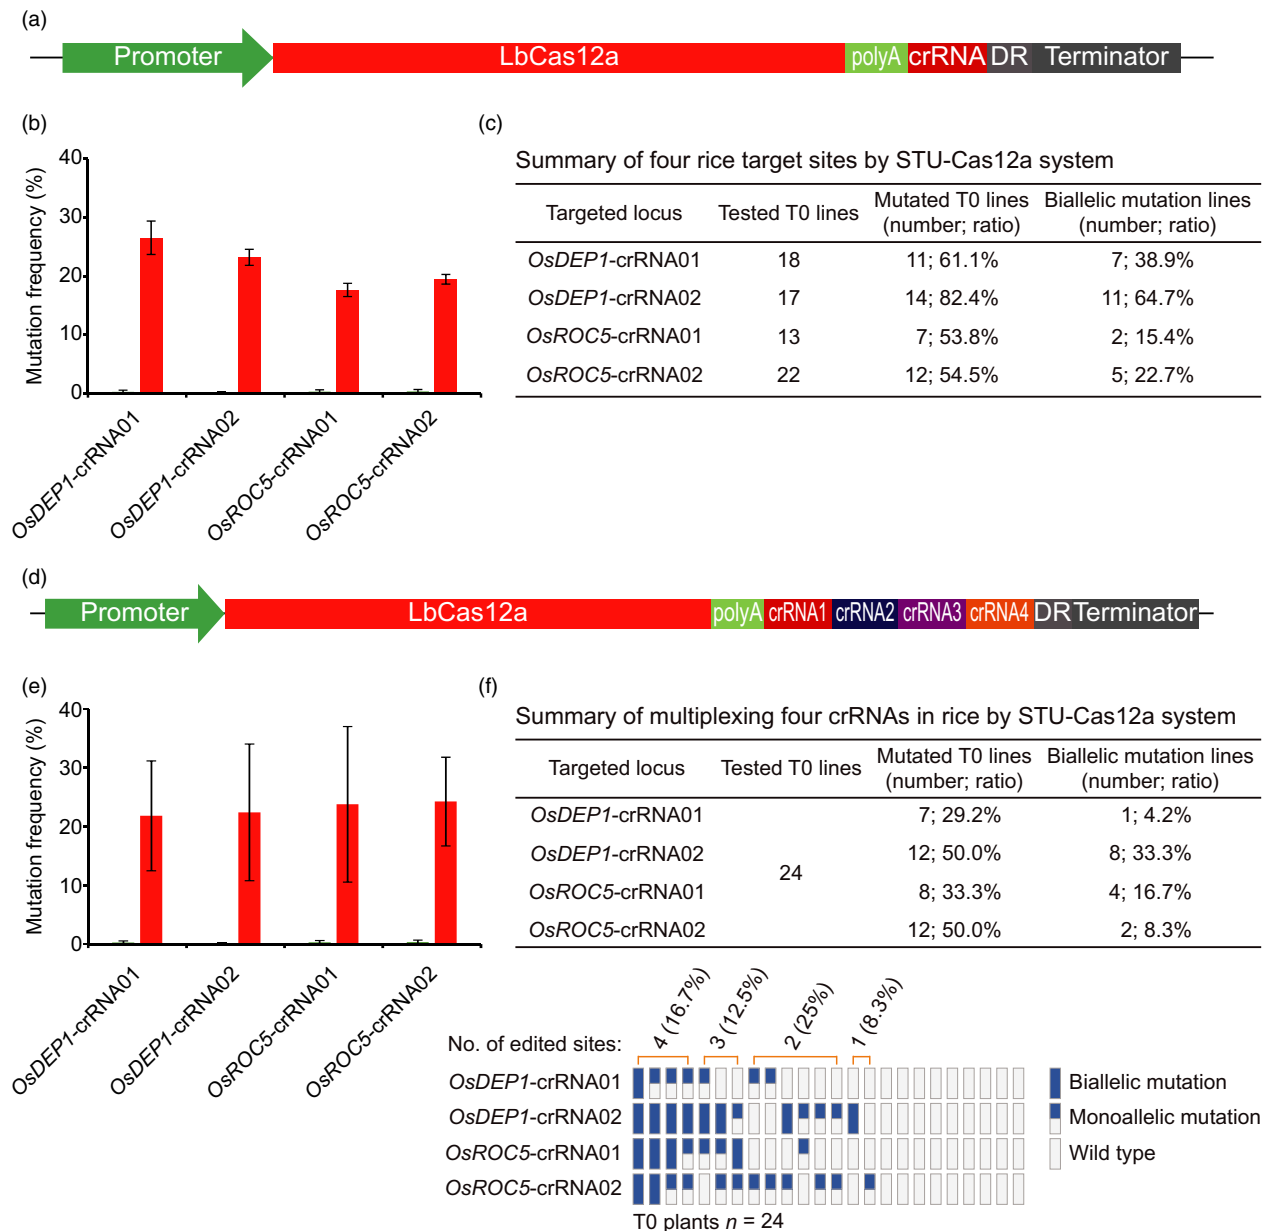 (a)
Promoter LbCas12a polyA crRNA DR Terminator
(b)
Mutation frequency (%)
40
30
20
10
0
OsDEP1-crRNA01
OsDEP1-crRNA02
OsROC5-crRNA01
OsROC5-crRNA02
(c)
Summary of four rice target sites by STU-Cas12a system
Targeted locus Tested T0 lines Mutated T0 lines (number; ratio) Biallelic mutation lines (number; ratio)
OsDEP1-crRNA01 18 11; 61.1% 7; 38.9%
OsDEP1-crRNA02 17 14; 82.4% 11; 64.7%
OsROC5-crRNA01 13 7; 53.8% 2; 15.4%
OsROC5-crRNA02 22 12; 54.5% 5; 22.7%
(d)
Promoter LbCas12a polyA crRNA1 crRNA2 crRNA3 crRNA4 DR Terminator
(e)
Mutation frequency (%)
40
30
20
10
0
OsDEP1-crRNA01
OsDEP1-crRNA02
OsROC5-crRNA01
OsROC5-crRNA02
(f)
Summary of multiplexing four crRNAs in rice by STU-Cas12a system
Targeted locus Tested T0 lines Mutated T0 lines (number; ratio) Biallelic mutation lines (number; ratio)
OsDEP1-crRNA01 7; 29.2% 1; 4.2%
OsDEP1-crRNA02 12; 50.0% 8; 33.3%
24
OsROC5-crRNA01 8; 33.3% 4; 16.7%
OsROC5-crRNA02 12; 50.0% 2; 8.3%
No. of edited sites: 4 (16.7%) 3 (12.5%) 2 (25%) 1 (8.3%)
OsDEP1-crRNA01
OsDEP1-crRNA02
OsROC5-crRNA01
OsROC5-crRNA02
T0 plants n = 24
Biallelic mutation
Monoallelic mutation
Wild type